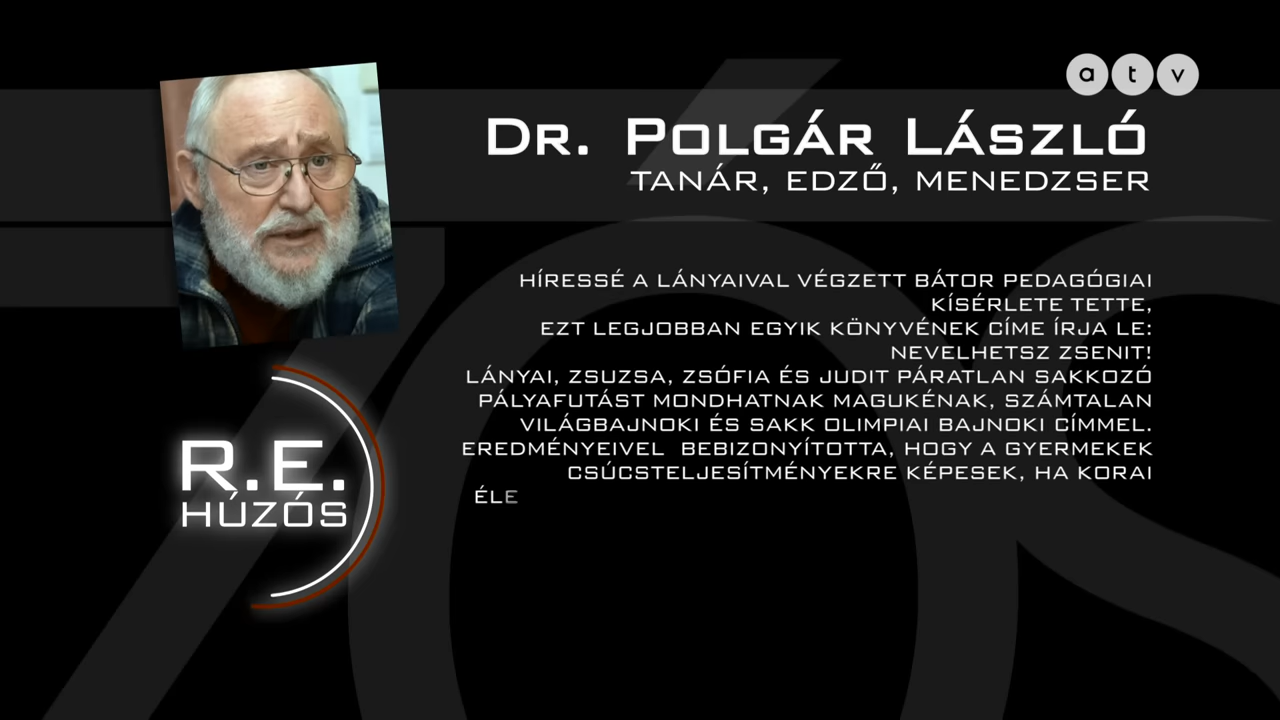 atv
DR. POLGÁR LÁSZLÓ
TANÁR, EDZŐ, MENEDZSER
HÍRESSÉ A LÁNYAIVAL VÉGZETT BÁTOR PEDAGÓGIAI
KÍSÉRLETE TETTE,
EZT LEGJOBBAN EGYIK KÖNYVÉNEK CÍME ÍRJA LE:
NEVELHETSZ ZSENIT!
LÁNYAI, ZSUZSA, ZSÓFIA ÉS JUDIT PÁRATLAN SAKKOZÓ
PÁLYAFUTÁST MONDHATNAK MAGUKÉNAK, SZÁMTALAN
VILÁGBAJNOKI ÉS SAKK OLIMPIAI BAJNOKI CÍMMEL.
EREDMÉNYEIVEL BEBIZONYÍTOTTA, HOGY A GYERMEKEK
CSÚCSTELJESÍTMÉNYEKRE KÉPESEK, HA KORAI
ÉLE
R.E.
HÚZÓS